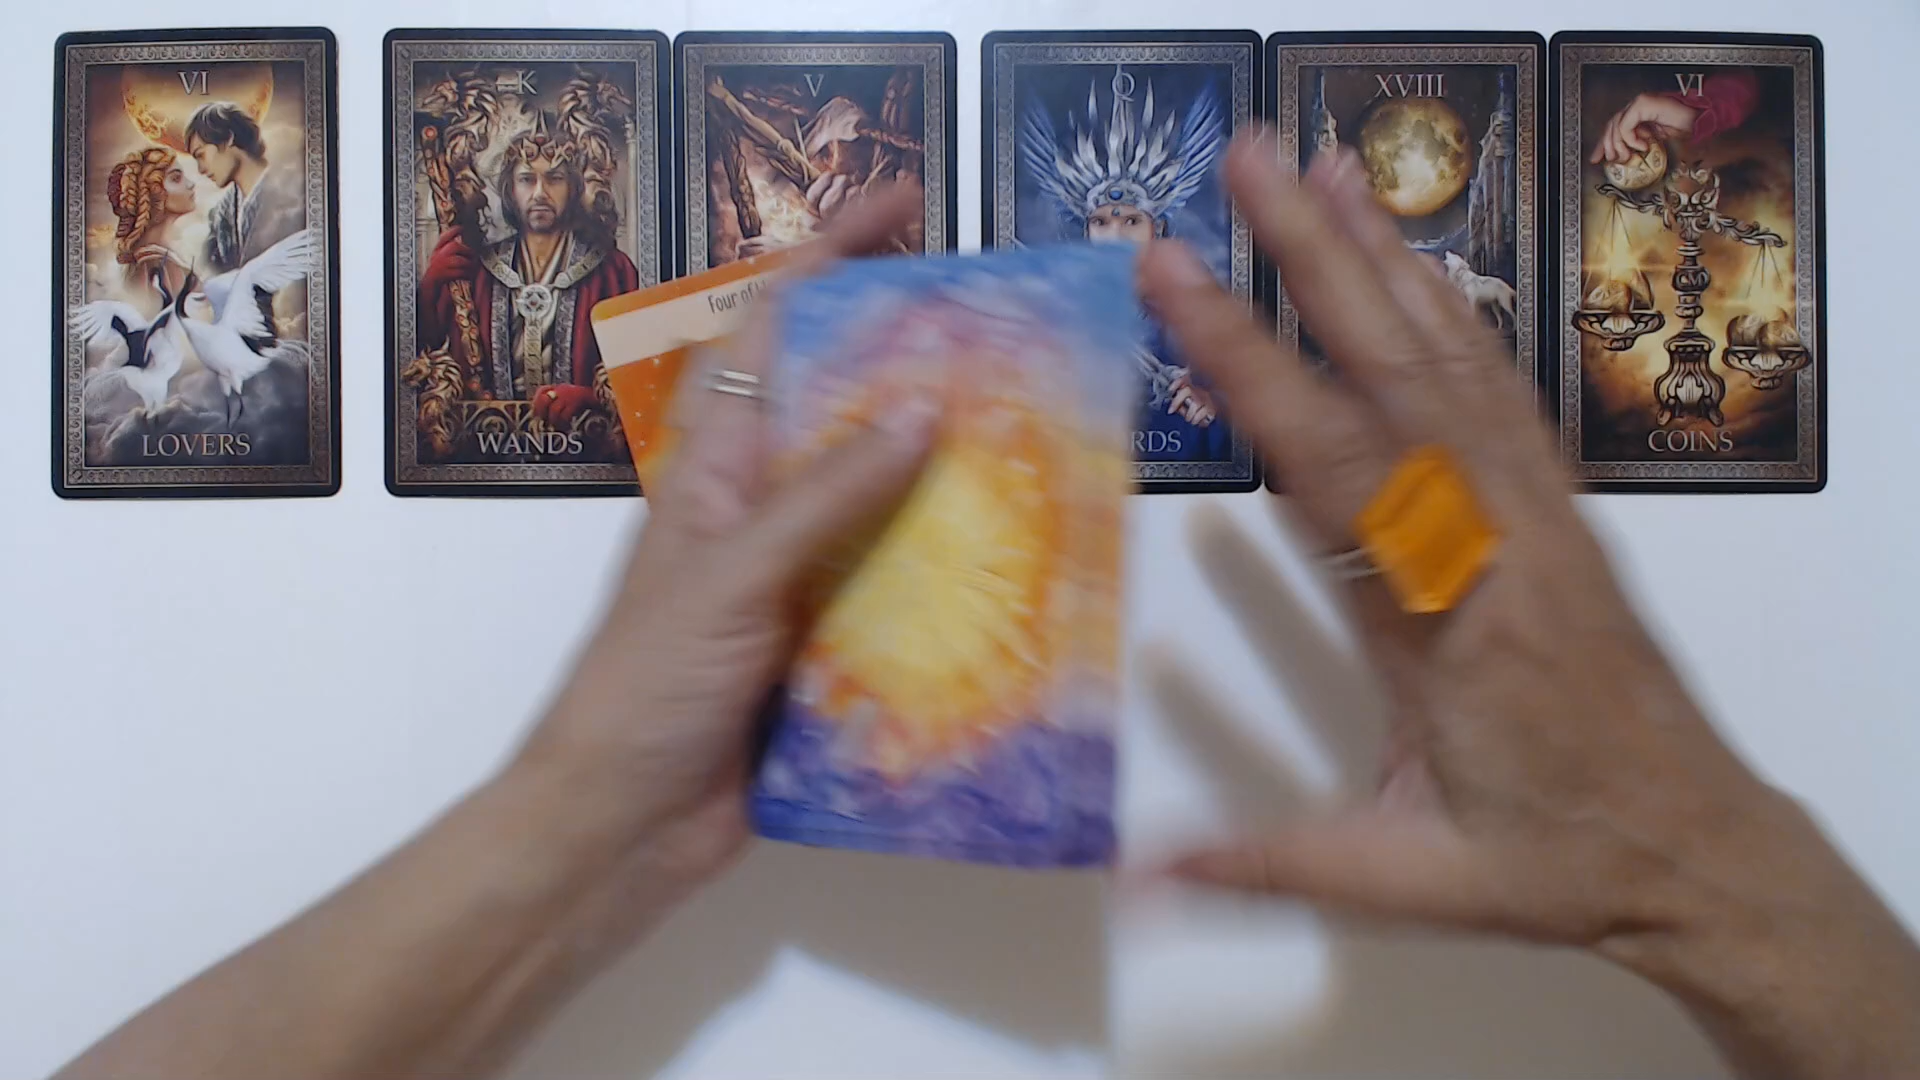 VI
LOVERS
K
WANDS
V
Four of
Q
RDS
XVIII
VI
COINS